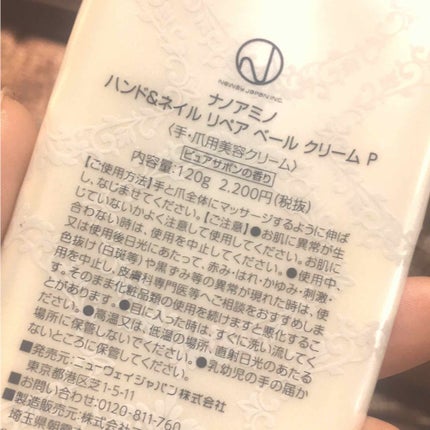 NEWAY JAPAN INC.
ナノアミノ
ハンド&ネイル リペア ベール クリーム P
〈手・爪用美容クリーム〉
ピュアサボンの香り
内容量:120g 2,200円(税抜)
【ご使用方法】手と爪全体にマッサージするように伸ば
し、なじませてください。【ご注意】●お肌に異常が生
じていないかよく注意して使用してください。お肌に
合わない時は、使用を中止してください。●使用中、
又は使用後日光にあたって、赤み・はれ・かゆみ・刺激・
色抜け(白斑等)や黒ずみ等の異常が現れた時は、使
用を中止し、皮膚科専門医等へご相談をおすすめしま
す。そのまま化粧品類の使用を続けますと悪化するこ
とがあります。●目に入った時は、すぐに洗い流してく
ださい。●高温又は、低温の場所、直射日光のあたる
場所に保管しないでください。●乳幼児の手の届か
ないところに保管してください。
■発売元:ニューウェイジャパン株式会社
東京都港区芝1-5-11
■お問い合わせ:0120-811-760
■製造販売元:株式会社
埼玉県朝霞